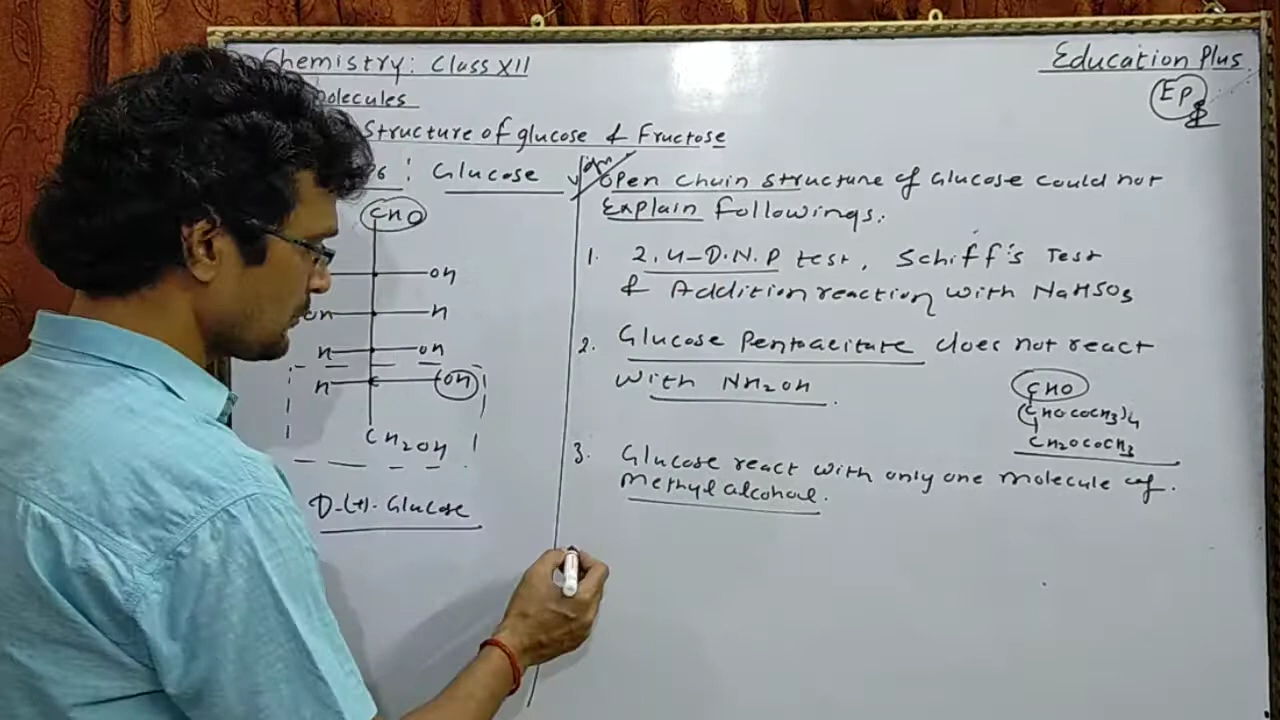 Chemistry: Class XII
molecules
Structure of glucose & Fructose
: Glucose
CHO
OH
OH H
H OH
H C OH
CH2OH
D-(+)-Glucose
Education Plus
EP
Open Chain Structure of Glucose could not
Explain followings.
1. 2,4-D.N.P test, Schiff's Test
& Addition reaction with NaHSO3
2. Glucose Pentaacitate does not react
with NH2OH.
CHO
(CHOCOCH3)4
CH2OCOCH3
3. Glucose react with only one molecule of.
methyl alcohol.